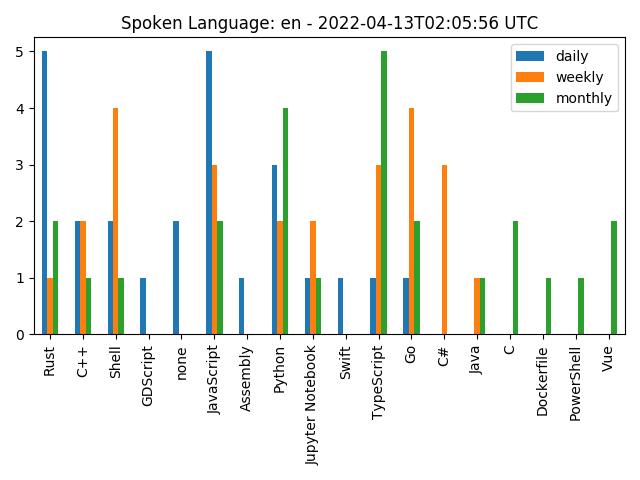 Spoken Language: en - 2022-04-13T02:05:56 UTC
daily
weekly
monthly
5
4
3
2
1
0
Rust
C++
Shell
GDScript
none
JavaScript
Assembly
Python
Jupyter Notebook
Swift
TypeScript
Go
C#
Java
C
Dockerfile
PowerShell
Vue